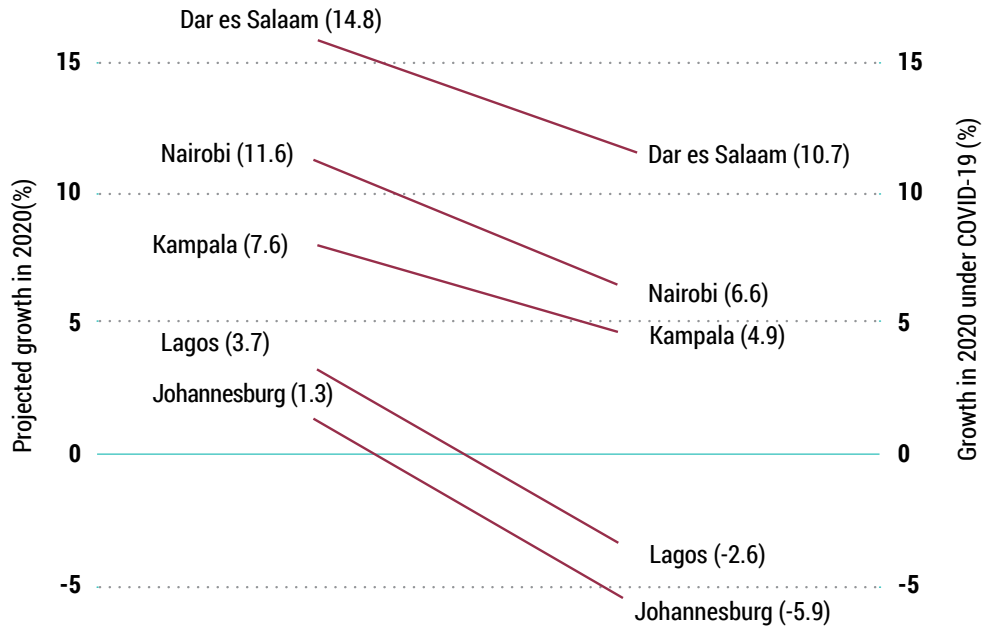 Dar es Salaam (14.8)
15
15
Dar es Salaam (10.7)
Nairobi (11.6)
10
10
Kampala (7.6)
Nairobi (6.6)
5
5
Kampala (4.9)
Lagos (3.7)
Johannesburg (1.3)
0
0
Lagos (-2.6)
-5
-5
Johannesburg (-5.9)
Projected growth in 2020(%)
Growth in 2020 under COVID-19 (%)